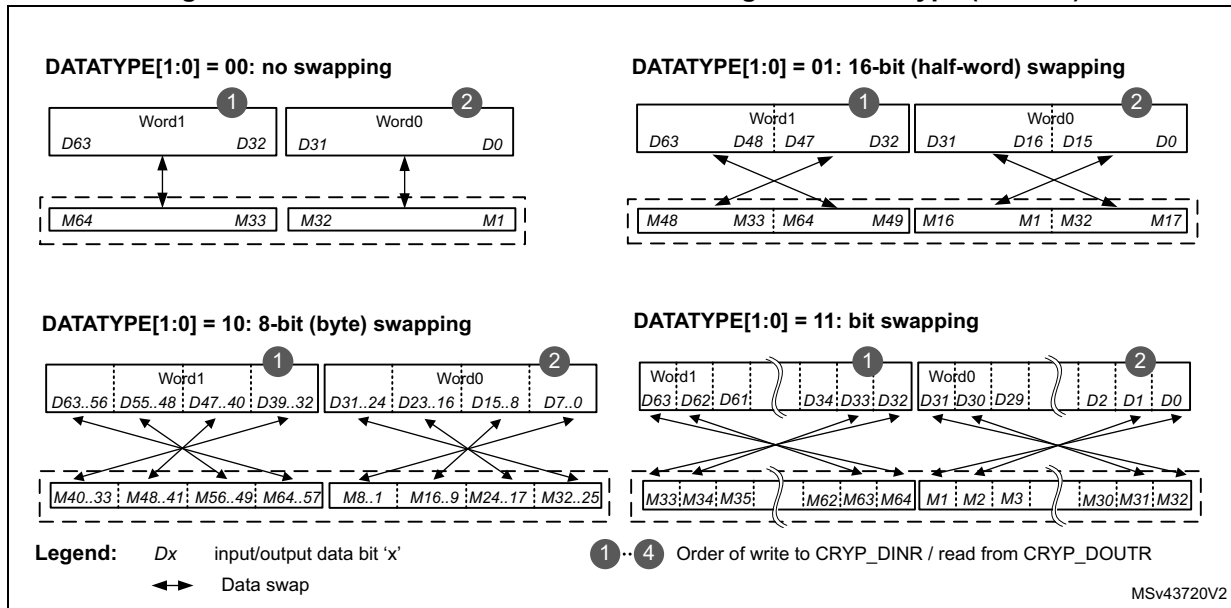 DATATYPE[1:0] = 00: no swapping
1 2
Word1 Word0
D63 D32 D31 D0
M64 M33 M32 M1
DATATYPE[1:0] = 01: 16-bit (half-word) swapping
1 2
Word1 Word0
D63 D48 D47 D32 D31 D16 D15 D0
M48 M33 M64 M49 M16 M1 M32 M17
DATATYPE[1:0] = 10: 8-bit (byte) swapping
1 2
Word1 Word0
D63..56 D55..48 D47..40 D39..32 D31..24 D23..16 D15..8 D7..0
M40..33 M48..41 M56..49 M64..57 M8..1 M16..9 M24..17 M32..25
DATATYPE[1:0] = 11: bit swapping
1 2
Word1 Word0
D63 D62 D61 D34 D33 D32 D31 D30 D29 D2 D1 D0
M33 M34 M35 M62 M63 M64 M1 M2 M3 M30 M31 M32
Legend: Dx input/output data bit ‘x’ 1 ·· 4 Order of write to CRYP_DINR / read from CRYP_DOUTR
Data swap
MSv43720V2